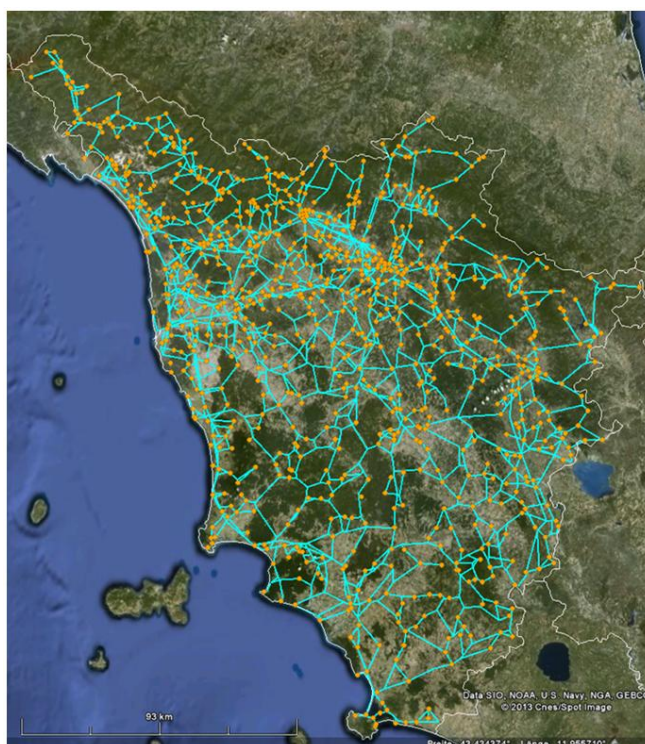 93 km
Data SIO, NOAA, U.S. Navy, NGA, GEBCO
© 2013 Cnes/Spot Image